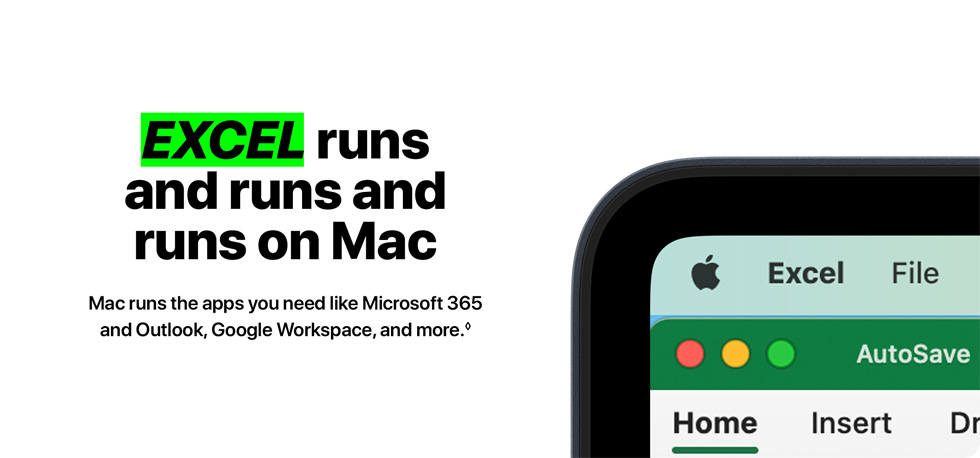 EXCEL runs
and runs and
runs on Mac
Mac runs the apps you need like Microsoft 365
and Outlook, Google Workspace, and more.◊
Excel File
AutoSave
Home Insert Dr